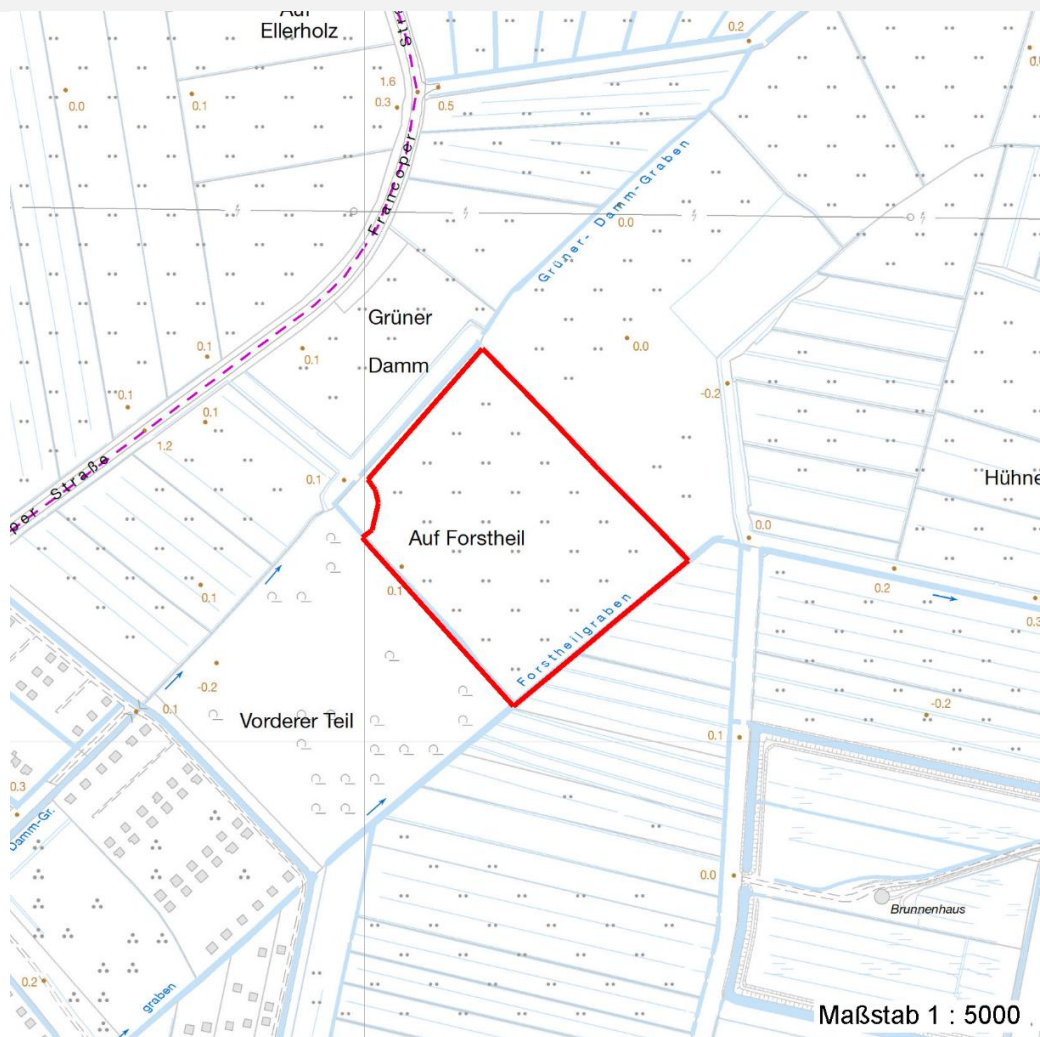 Auf
Ellerholz
0.2
1.6
0.3
0.5
0.0
0.1
Francoper
Grüner-Damm-Graben
0.0
Grüner
Damm
0.1
0.1
0.0
-0.2
0.1
0.1
1.2
per Straße
0.1
Hühne
Auf Forstheil
0.0
0.1
0.1
0.2
0.3
Forstheilgraben
-0.2
0.1
Vorderer Teil
-0.2
0.1
0.3
Damm-Gr.
0.0
Brunnenhaus
0.2
graben
Maßstab 1 : 5000